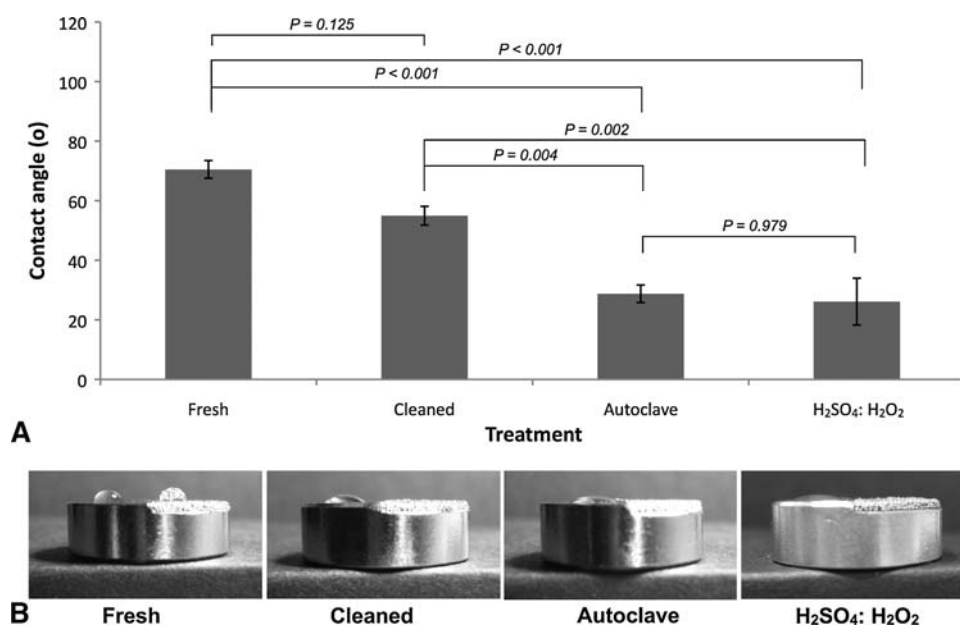 120
P = 0.125
P < 0.001
100
P < 0.001
80
P = 0.002
P = 0.004
60
P = 0.979
40
20
0
Contact angle (o)
Fresh Cleaned Autoclave H₂SO₄: H₂O₂
A Treatment
B Fresh Cleaned Autoclave H₂SO₄: H₂O₂